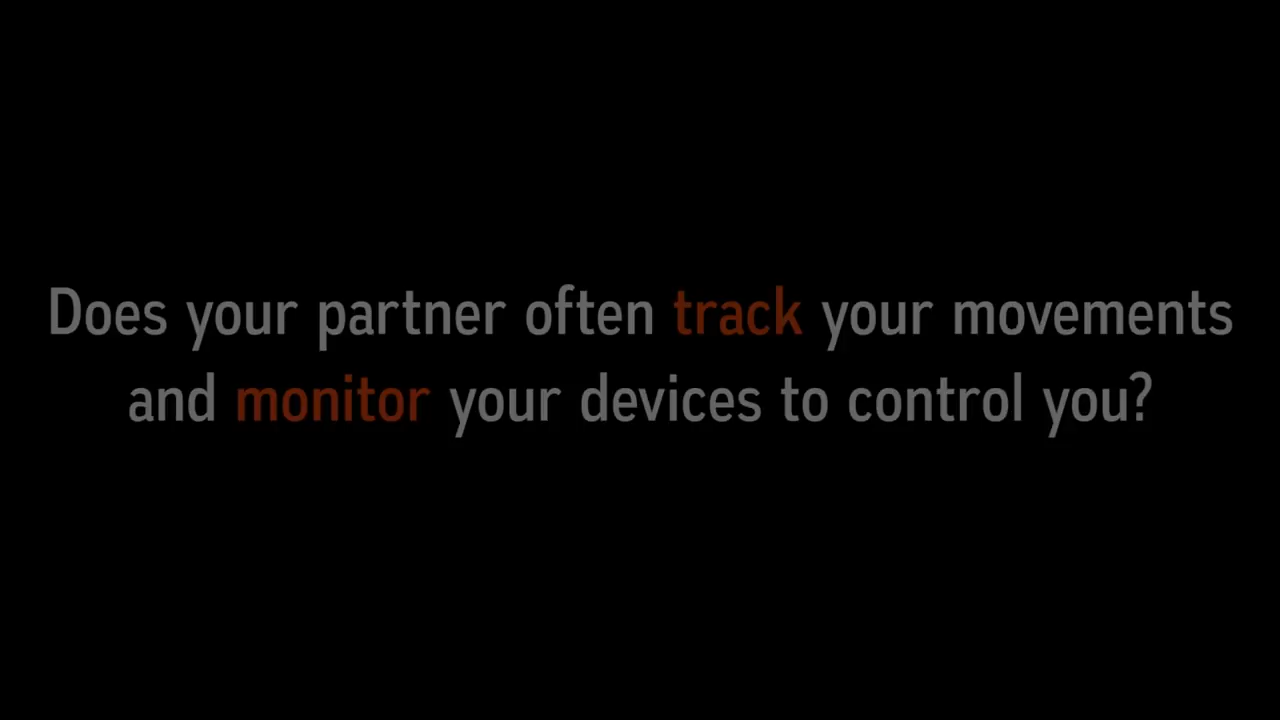 Does your partner often track your movements
and monitor your devices to control you?